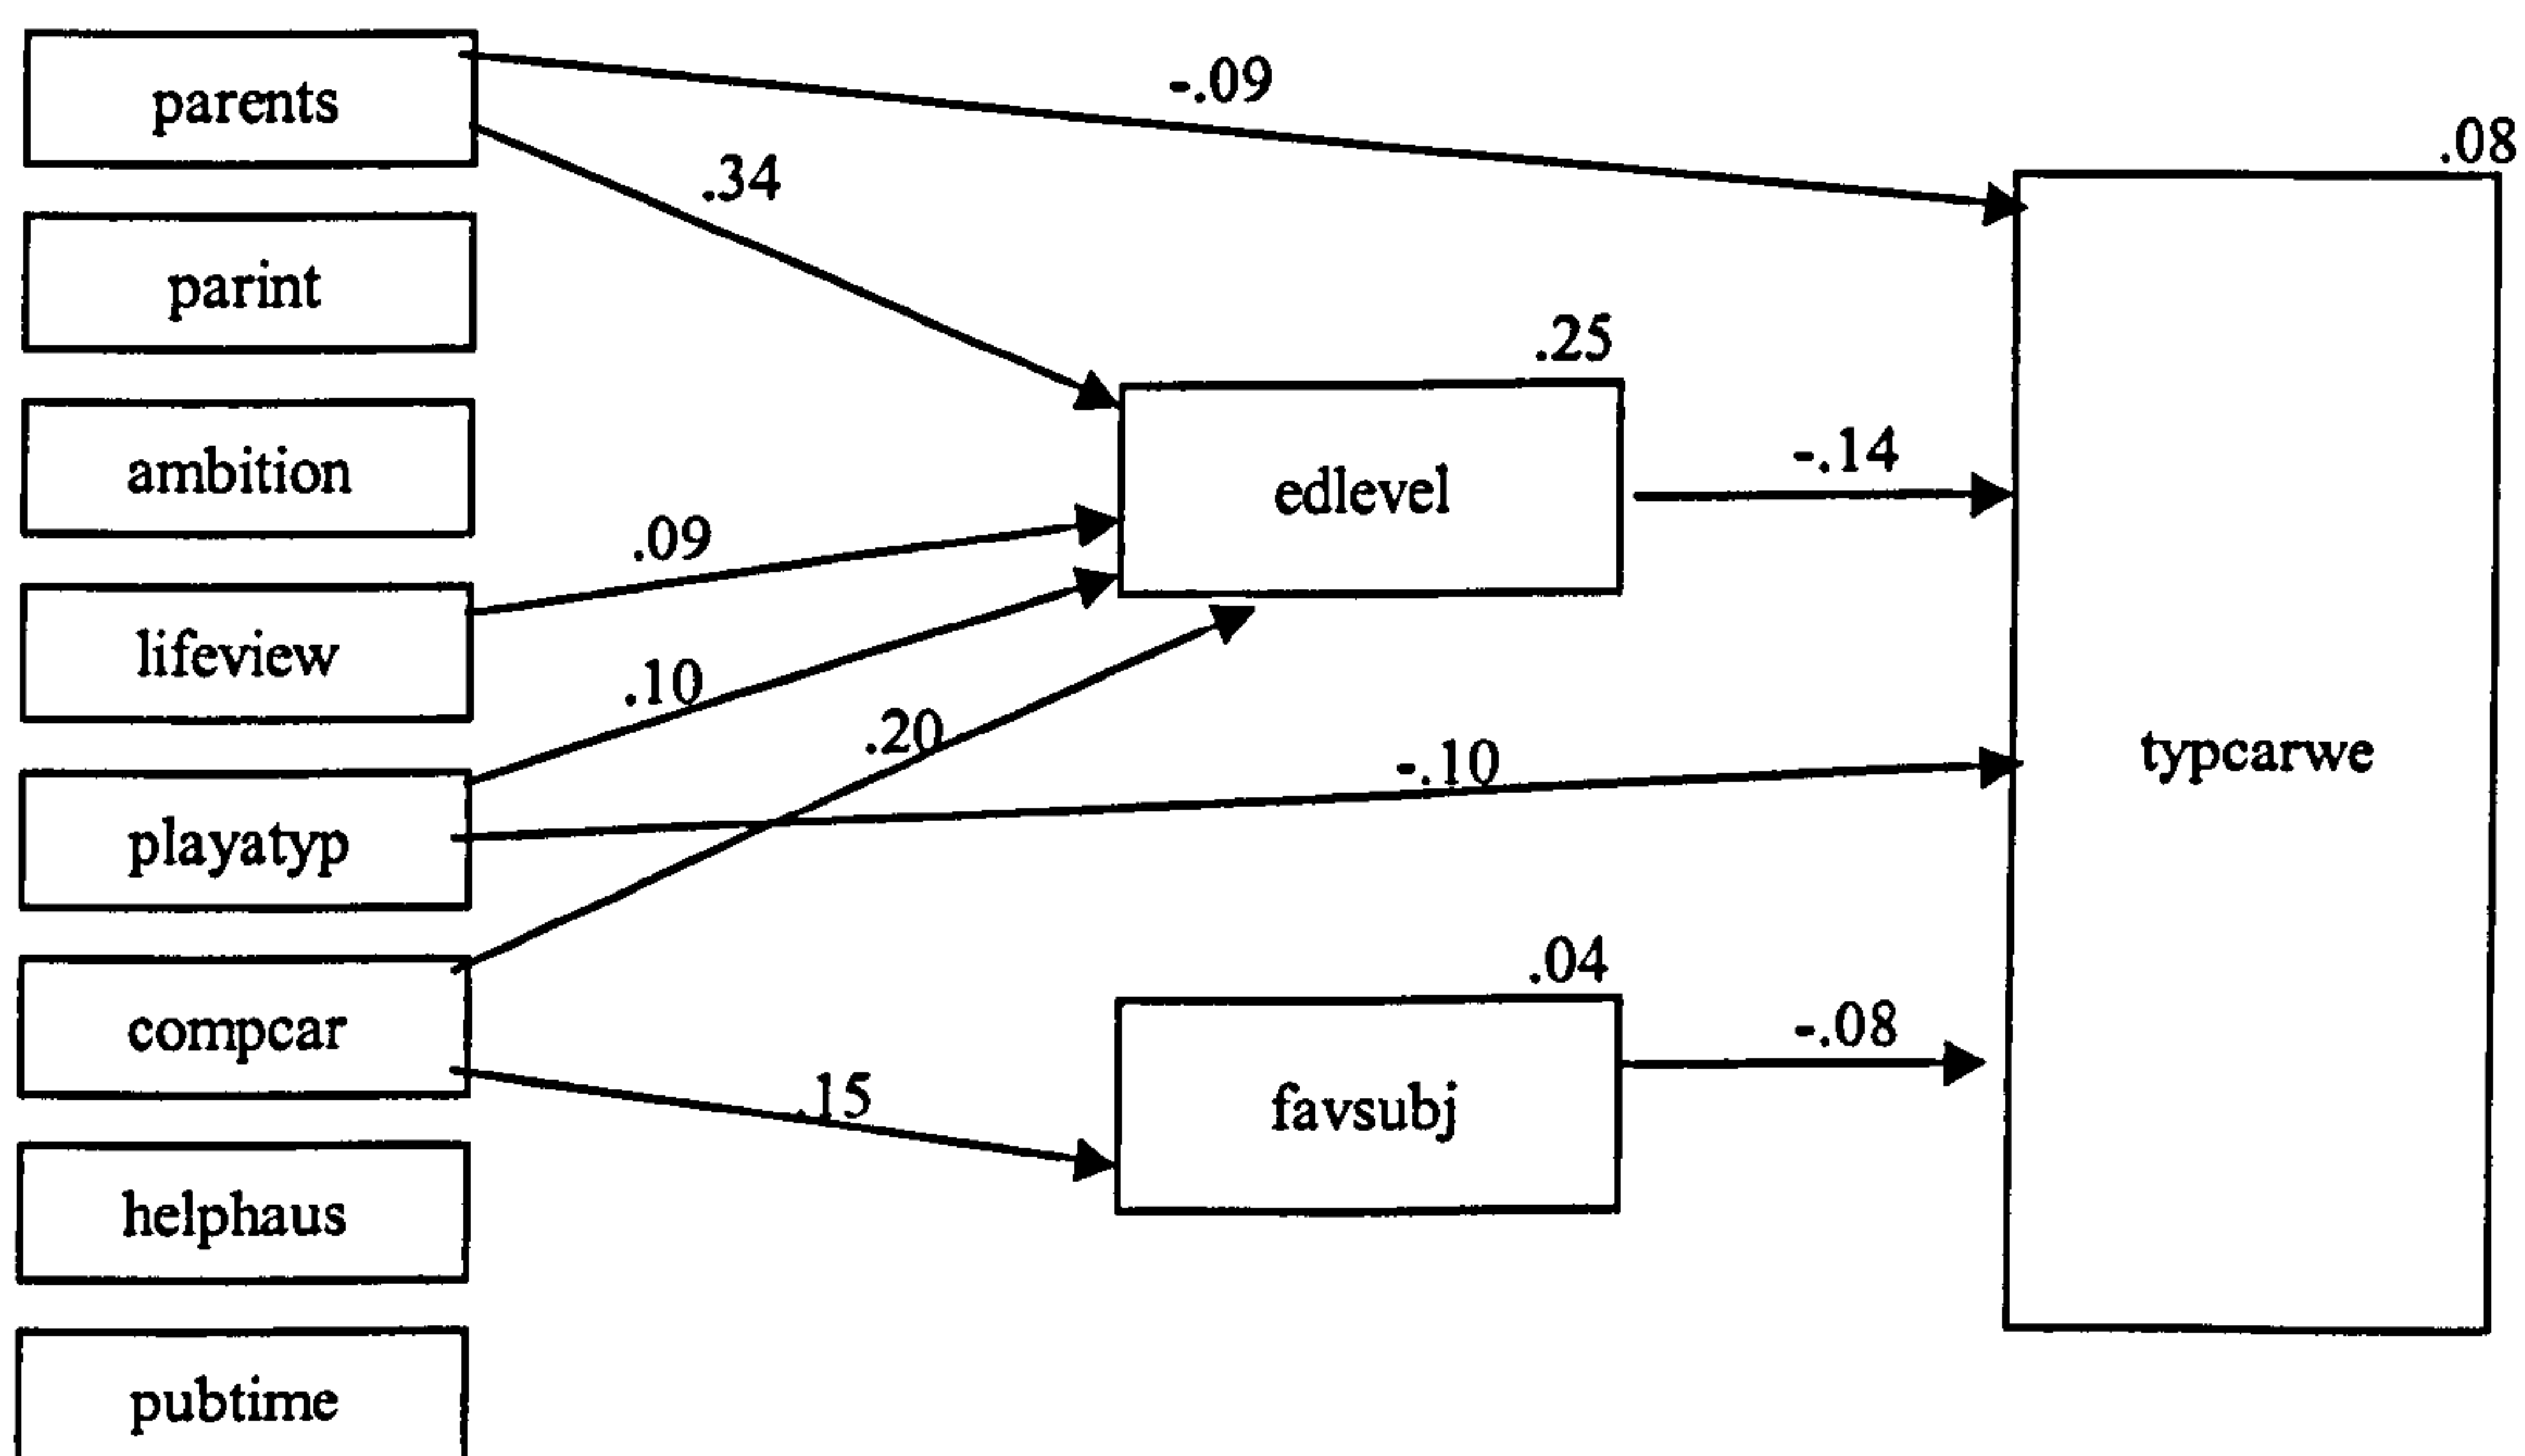 parents
-.09
.08
.34
parint
.25
ambition
edlevel
-.14
.09
lifeview
.10
.20
-.10
typcarwe
playatyp
.04
compcar
-.08
.15
favsubj
helphaus
pubtime